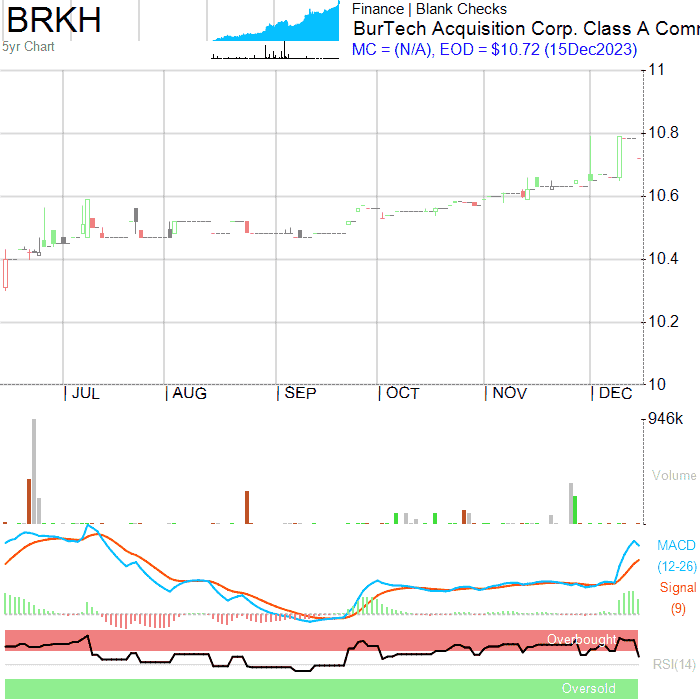 BRKH
5yr Chart
Finance | Blank Checks
BurTech Acquisition Corp. Class A Comm
MC = (N/A), EOD = $10.72 (15Dec2023)
11
10.8
10.6
10.4
10.2
10
| JUL | AUG | SEP | OCT | NOV | DEC
946k
Volume
MACD
(12-26)
Signal
(9)
Overbought
RSI(14)
Oversold